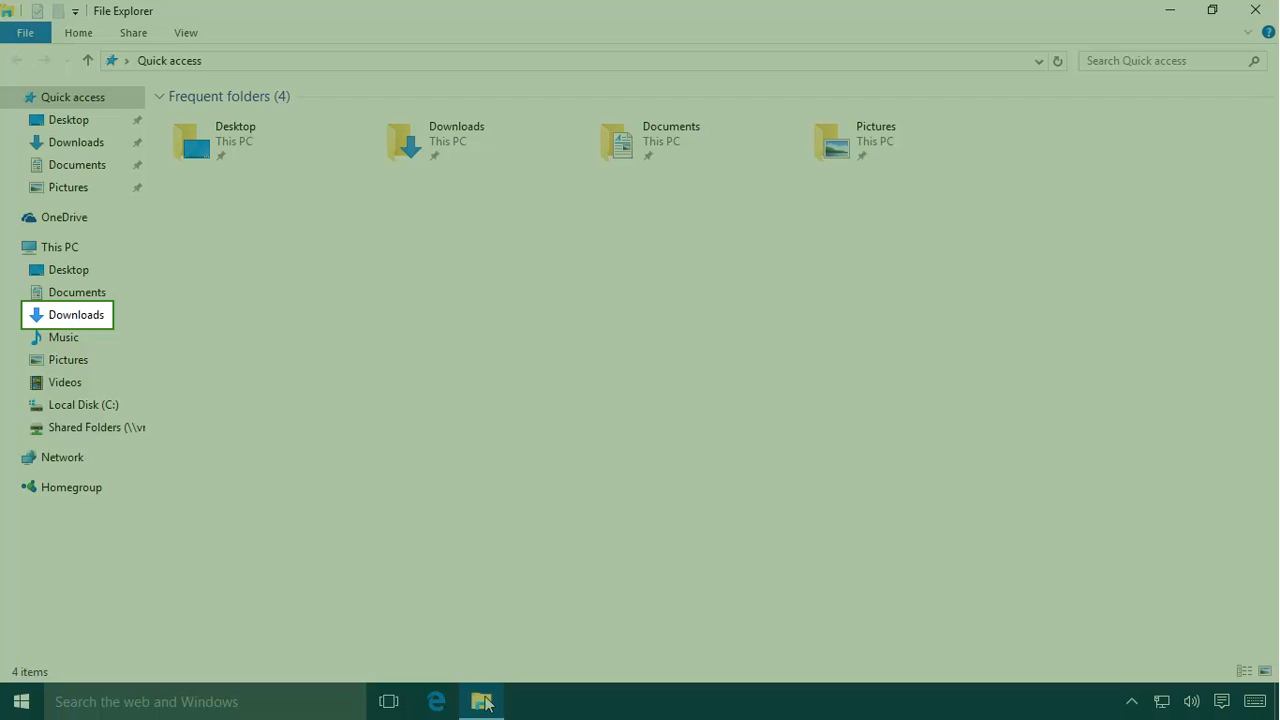 File Explorer
File
Home
Share
View
Quick access
Search Quick access
Quick access
Desktop
Downloads
Documents
Pictures
OneDrive
This PC
Desktop
Documents
Downloads
Music
Pictures
Videos
Local Disk (C:)
Shared Folders (\\vr
Network
Homegroup
Frequent folders (4)
Desktop
This PC
Downloads
This PC
Documents
This PC
Pictures
This PC
4 items
Search the web and Windows